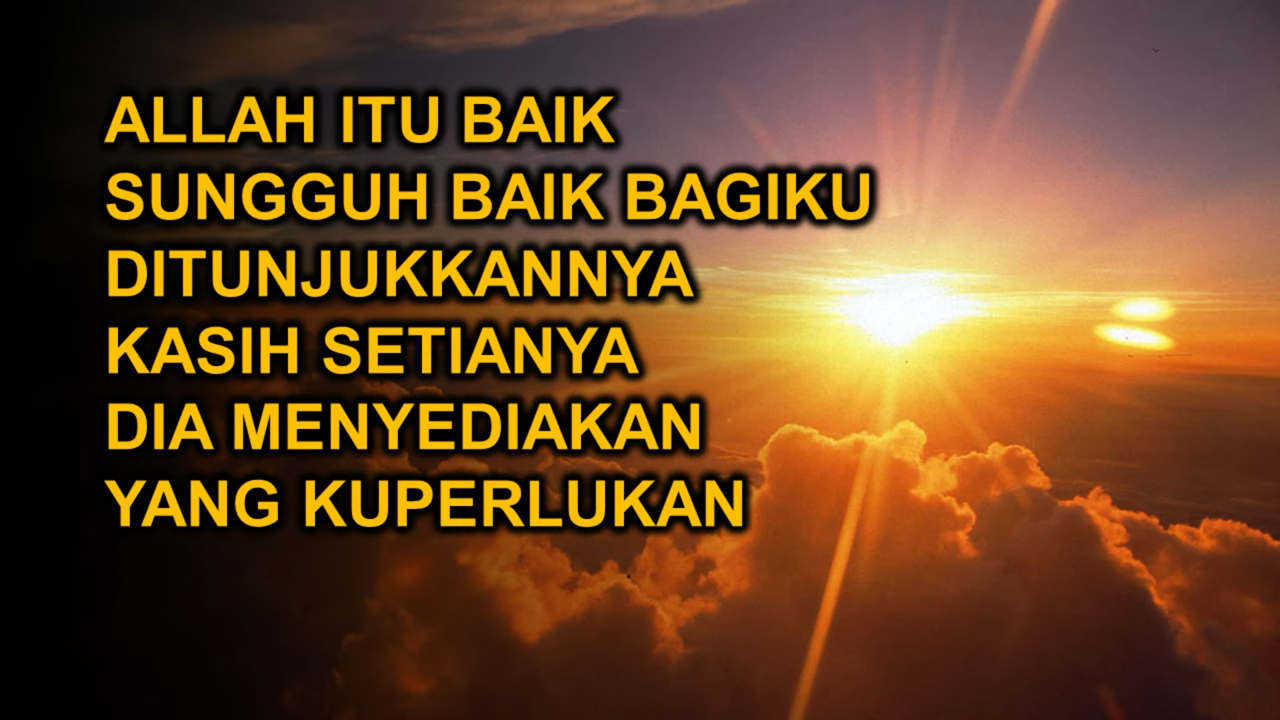 ALLAH ITU BAIK
SUNGGUH BAIK BAGIKU
DITUNJUKKANNYA
KASIH SETIANYA
DIA MENYEDIAKAN
YANG KUPERLUKAN